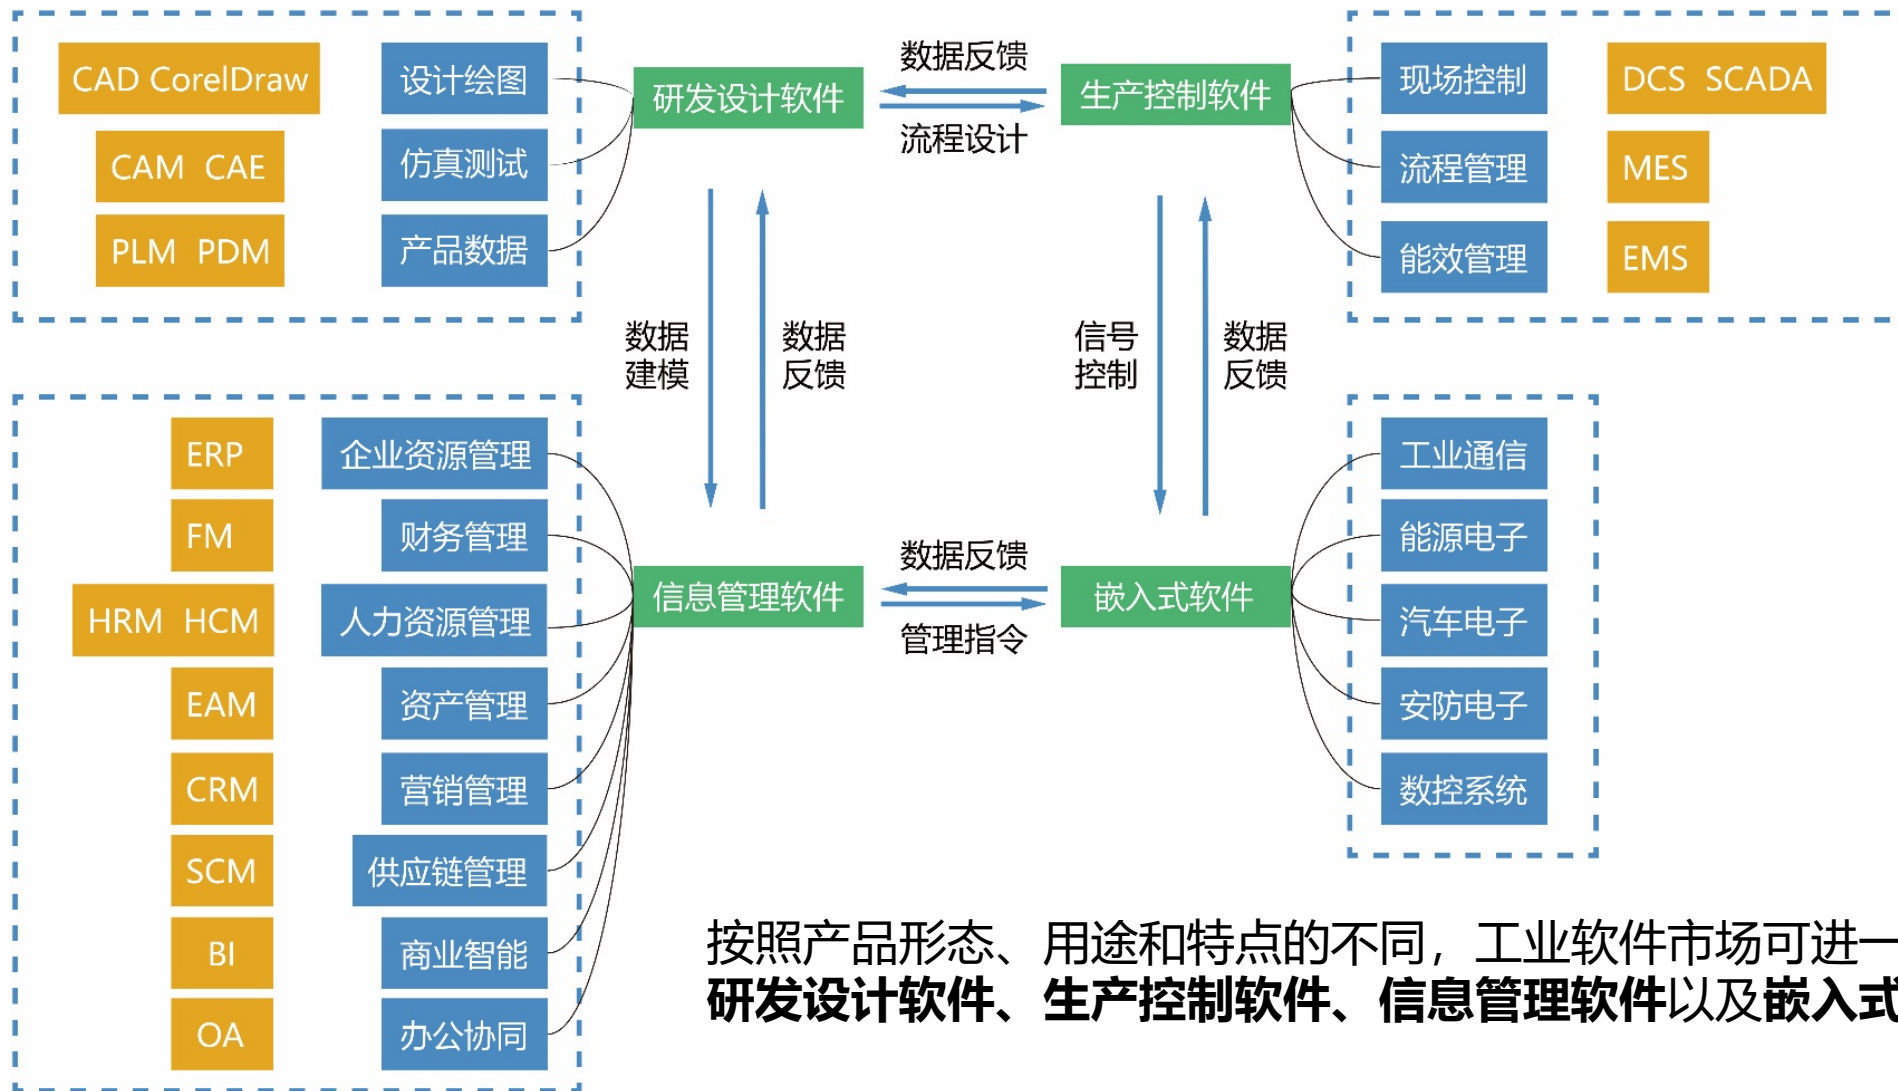 CAD CorelDraw
设计绘图
CAM CAE
仿真测试
PLM PDM
产品数据
研发设计软件
数据反馈
流程设计
生产控制软件
现场控制
DCS SCADA
流程管理
MES
能效管理
EMS
数据
建模
数据
反馈
信号
控制
数据
反馈
ERP
企业资源管理
FM
财务管理
HRM HCM
人力资源管理
EAM
资产管理
CRM
营销管理
SCM
供应链管理
BI
商业智能
OA
办公协同
信息管理软件
数据反馈
管理指令
嵌入式软件
工业通信
能源电子
汽车电子
安防电子
数控系统
按照产品形态、用途和特点的不同，工业软件市场可进一
研发设计软件、生产控制软件、信息管理软件以及嵌入式